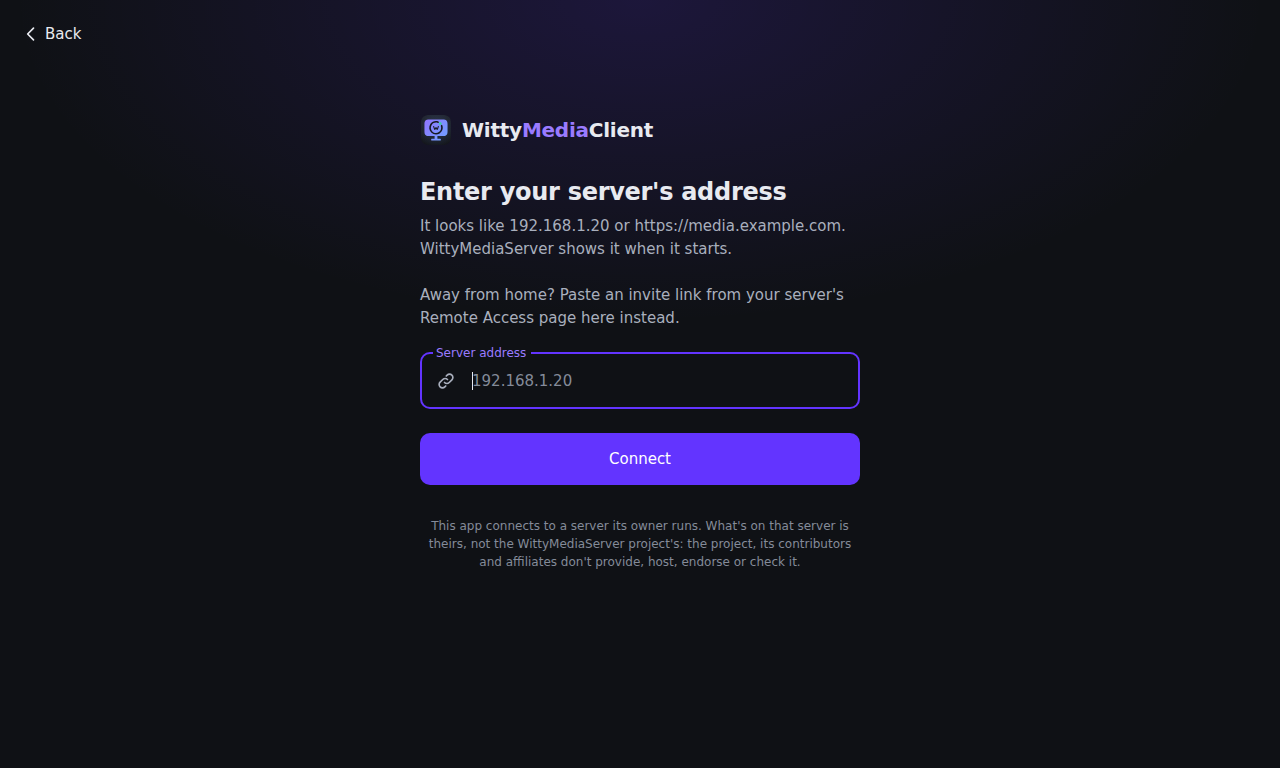 Back
WittyMediaClient
Enter your server's address
It looks like 192.168.1.20 or https://media.example.com.
WittyMediaServer shows it when it starts.
Away from home? Paste an invite link from your server's
Remote Access page here instead.
Server address
192.168.1.20
Connect
This app connects to a server its owner runs. What's on that server is
theirs, not the WittyMediaServer project's: the project, its contributors
and affiliates don't provide, host, endorse or check it.